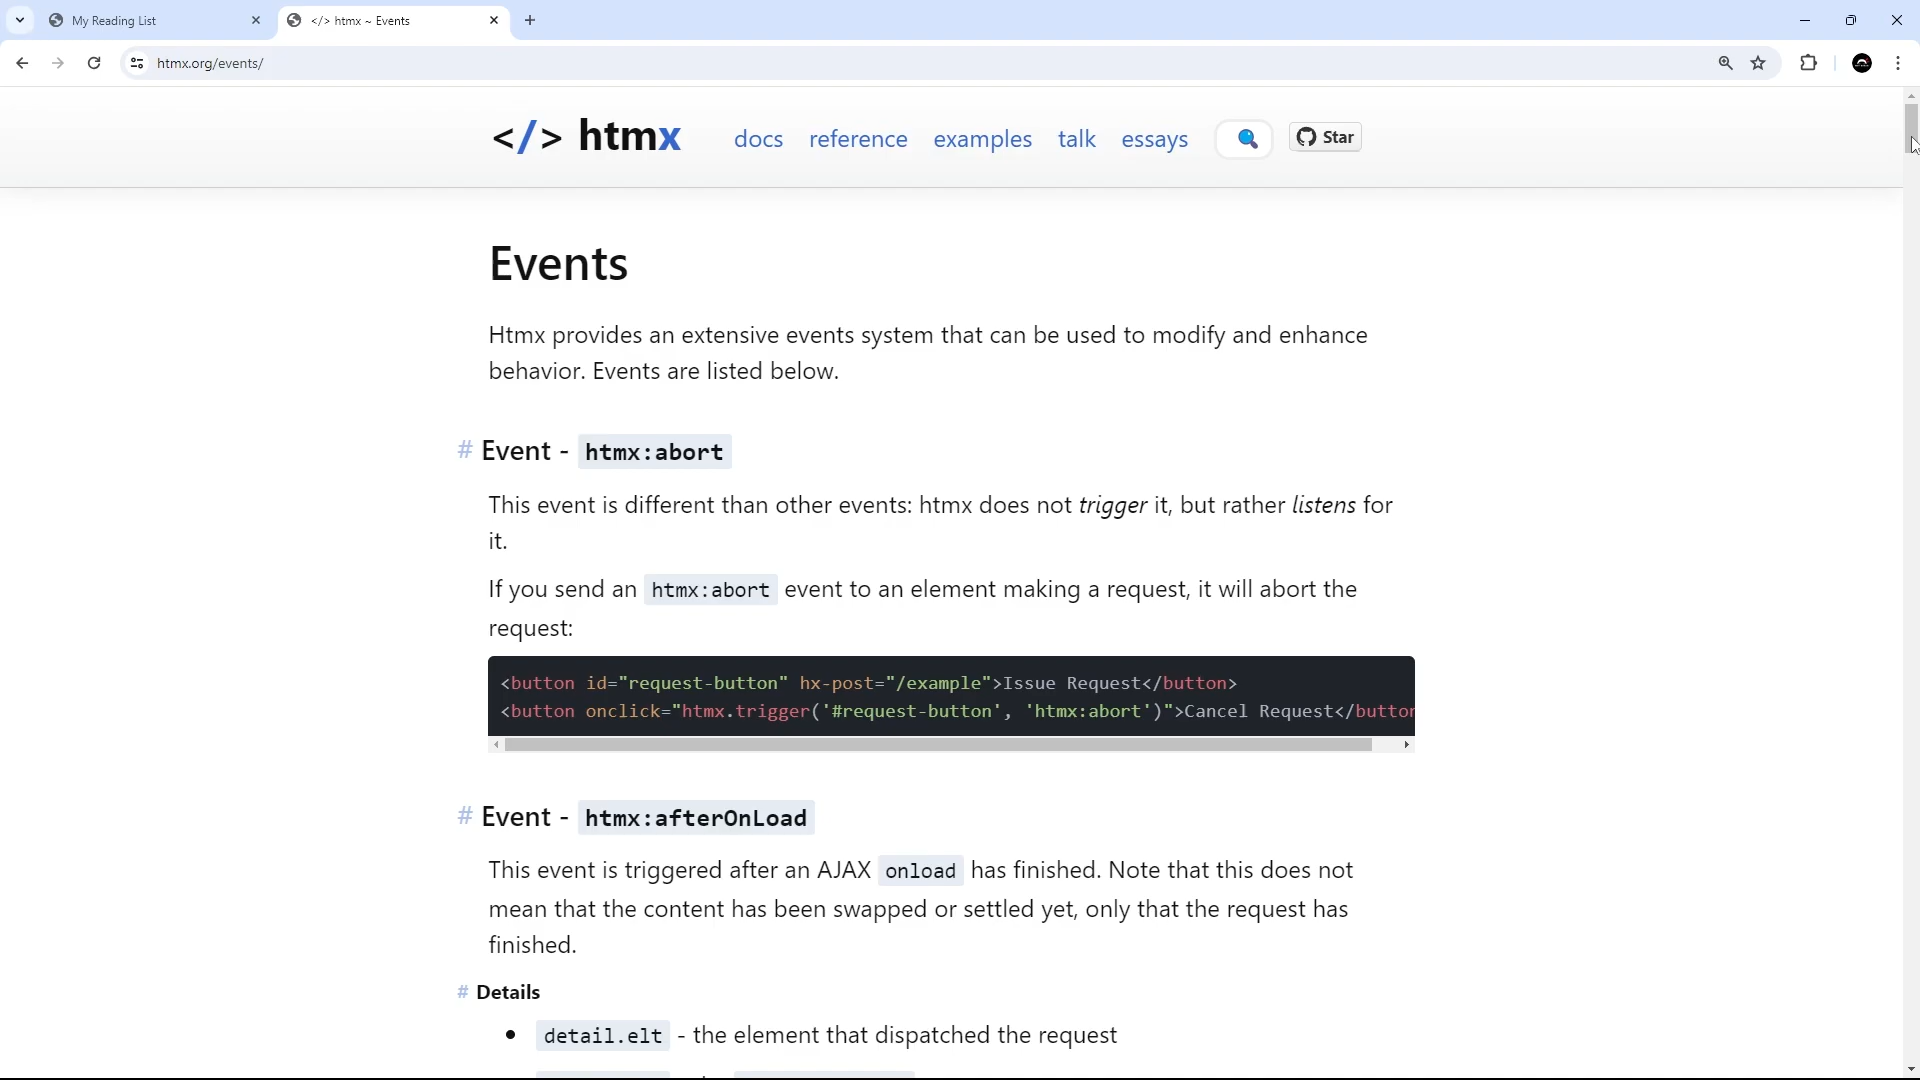 My Reading List
</> htmx ~ Events
htmx.org/events/
</> htmx
docs
reference
examples
talk
essays
Star
Events
Htmx provides an extensive events system that can be used to modify and enhance
behavior. Events are listed below.
# Event - htmx:abort
This event is different than other events: htmx does not trigger it, but rather listens for
it.
If you send an htmx:abort event to an element making a request, it will abort the
request:
<button id="request-button" hx-post="/example">Issue Request</button>
<button onclick="htmx.trigger('#request-button', 'htmx:abort')">Cancel Request</button
# Event - htmx:afterOnLoad
This event is triggered after an AJAX onload has finished. Note that this does not
mean that the content has been swapped or settled yet, only that the request has
finished.
# Details
• detail.elt - the element that dispatched the request